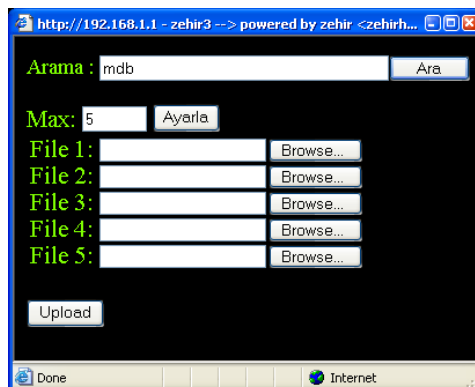 http://192.168.1.1 - zehir3 --> powered by zehir <zehirh...
Arama : mdb Ara
Max: 5 Ayarla
File 1: Browse...
File 2: Browse...
File 3: Browse...
File 4: Browse...
File 5: Browse...
Upload
Done Internet